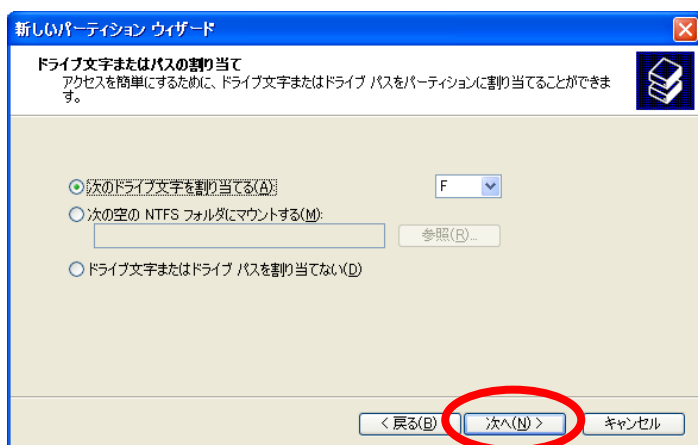 新しいパーティション ウィザード
ドライブ文字またはパスの割り当て
アクセスを簡単にするために、ドライブ文字またはドライブ パスをパーティションに割り当てることができま
す。
次のドライブ文字を割り当てる(A): F
次の空の NTFS フォルダにマウントする(M):
参照(R)...
ドライブ文字またはドライブ パスを割り当てない(D)
< 戻る(B) 次へ(N) > キャンセル